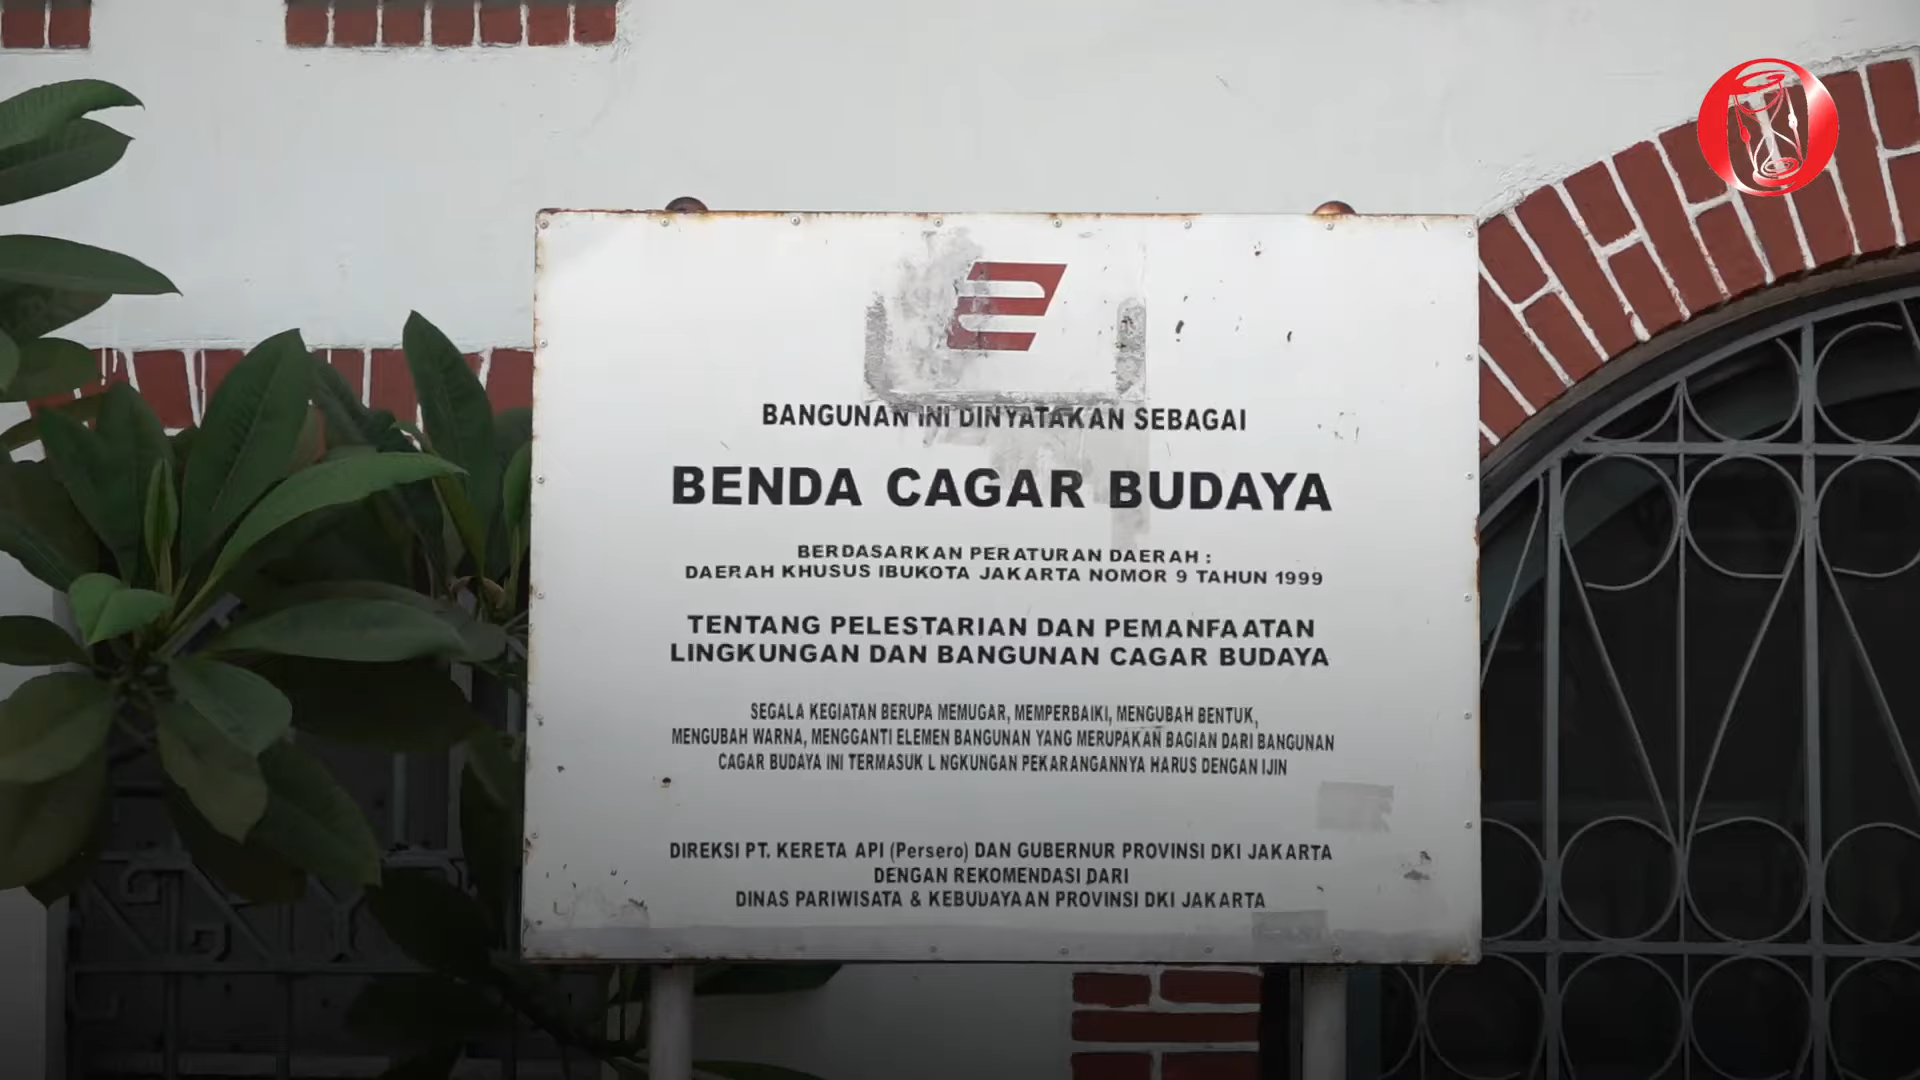 BANGUNAN INI DINYATAKAN SEBAGAI
BENDA CAGAR BUDAYA
BERDASARKAN PERATURAN DAERAH :
DAERAH KHUSUS IBUKOTA JAKARTA NOMOR 9 TAHUN 1999
TENTANG PELESTARIAN DAN PEMANFAATAN
LINGKUNGAN DAN BANGUNAN CAGAR BUDAYA
SEGALA KEGIATAN BERUPA MEMUGAR, MEMPERBAIKI, MENGUBAH BENTUK,
MENGUBAH WARNA, MENGGANTI ELEMEN BANGUNAN YANG MERUPAKAN BAGIAN DARI BANGUNAN
CAGAR BUDAYA INI TERMASUK L NGKUNGAN PEKARANGANNYA HARUS DENGAN IJIN
DIREKSI PT. KERETA API (Persero) DAN GUBERNUR PROVINSI DKI JAKARTA
DENGAN REKOMENDASI DARI
DINAS PARIWISATA & KEBUDAYAAN PROVINSI DKI JAKARTA